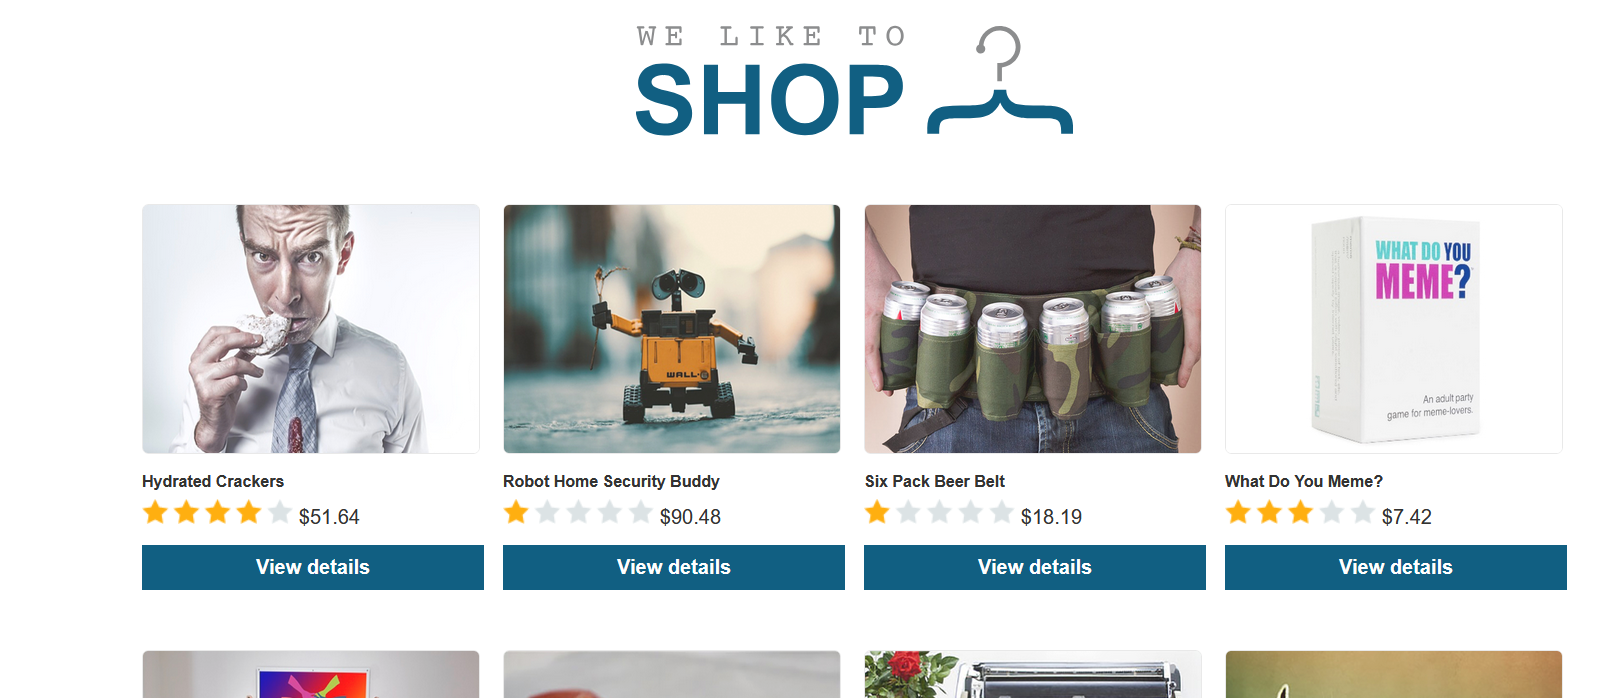 WE LIKE TO
SHOP
WALL·E
WHAT DO YOU
MEME?
An adult party
game for meme-lovers.
Hydrated Crackers
Robot Home Security Buddy
Six Pack Beer Belt
What Do You Meme?
$51.64
$90.48
$18.19
$7.42
View details
View details
View details
View details